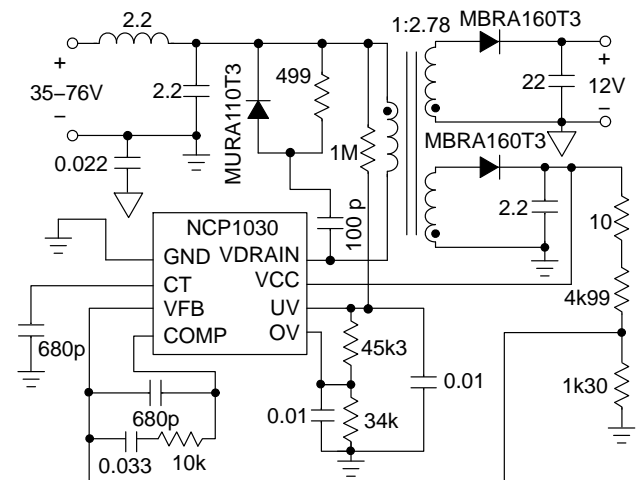 2.2
1:2.78
MBRA160T3
+
35–76V
–
2.2
MURA110T3
499
22
+
12V
–
MBRA160T3
0.022
1M
2.2
10
100 p
NCP1030
GND
VDRAIN
CT
VCC
VFB
UV
COMP
OV
4k99
680p
45k3
0.01
1k30
680p
0.01
34k
0.033
10k